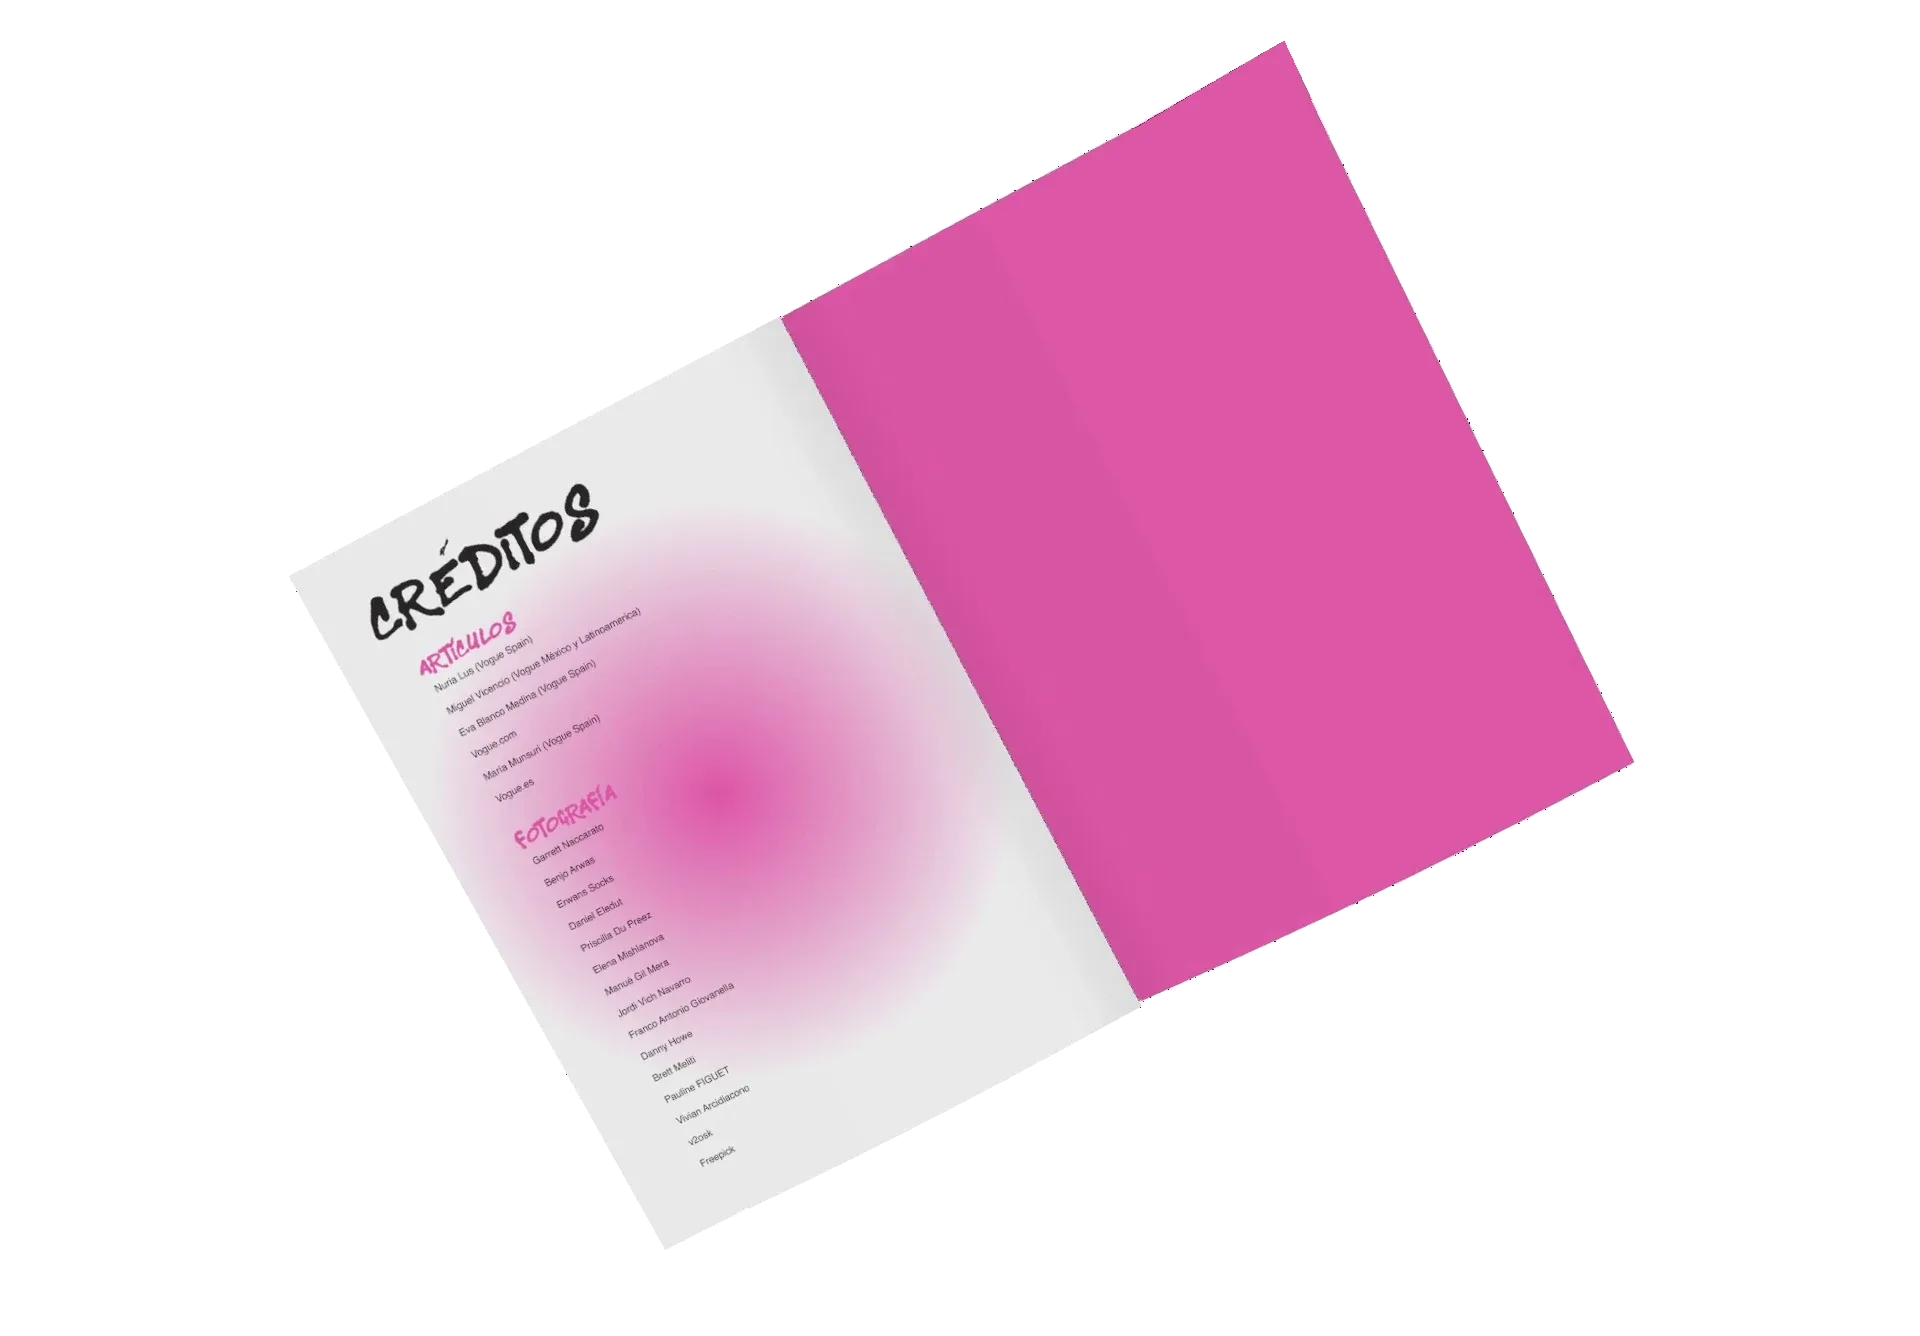 CRÉDITOS
ARTÍCULOS
Nuria Lus (Vogue Spain)
Miguel Vicencio (Vogue México y Latinoamerica)
Eva Blanco Medina (Vogue Spain)
Vogue.com
María Munsuri (Vogue Spain)
Vogue.es
FOTOGRAFÍA
Garrett Naccarato
Benjo Arwas
Erwans Socks
Daniel Eledut
Priscilla Du Preez
Elena Mishlanova
Manué Gil Mera
Jordi Vich Navarro
Franco Antonio Giovanella
Danny Howe
Brett Meliti
Pauline FIGUET
Vivian Arcidiacono
v2osk
Freepick